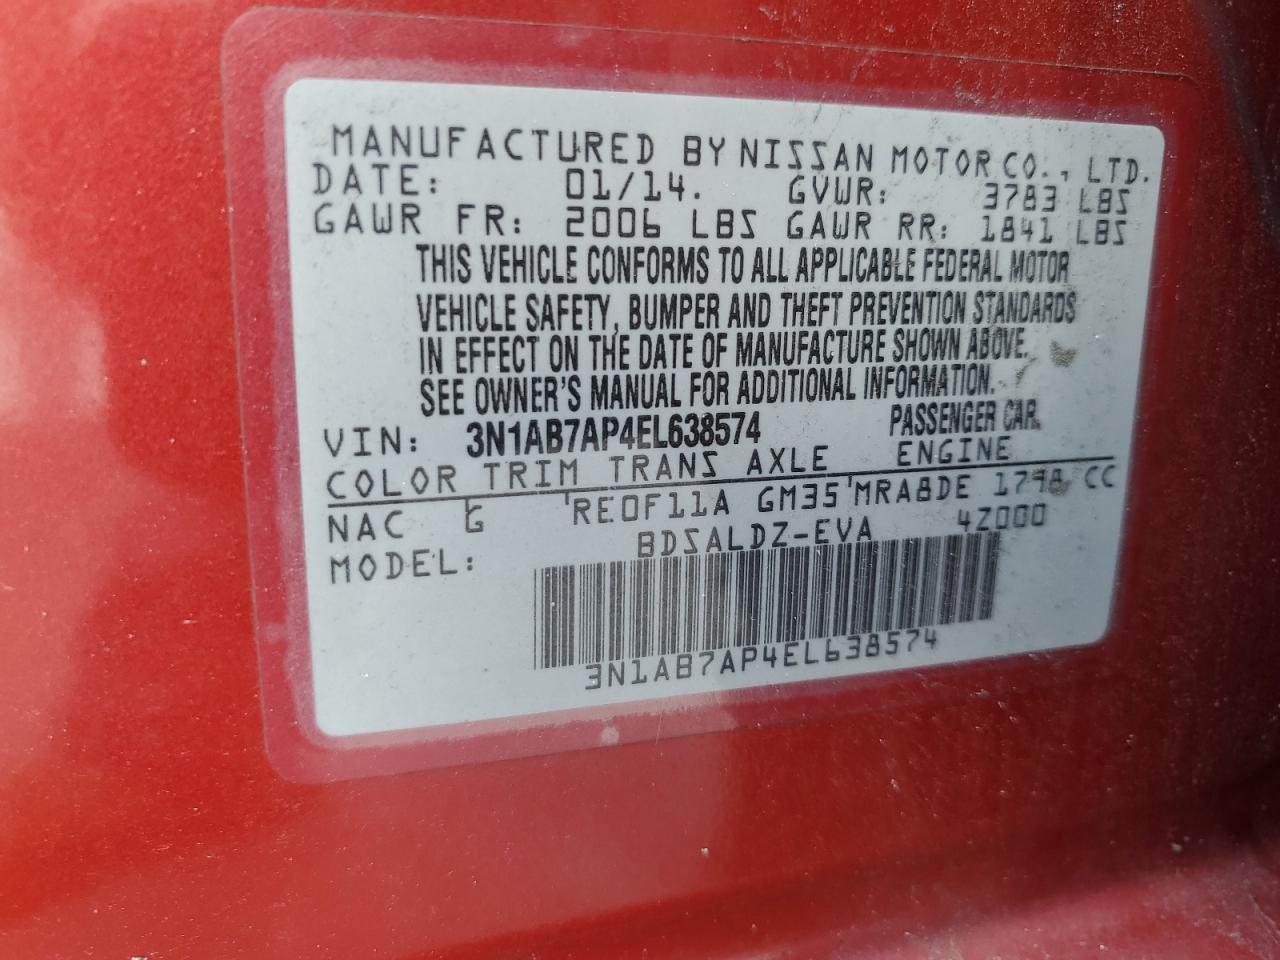 MANUFACTURED BY NISSAN MOTOR CO., LTD.
DATE: 01/14. GVWR: 3783 LBS
GAWR FR: 2006 LBS GAWR RR: 1841 LBS
THIS VEHICLE CONFORMS TO ALL APPLICABLE FEDERAL MOTOR
VEHICLE SAFETY, BUMPER AND THEFT PREVENTION STANDARDS
IN EFFECT ON THE DATE OF MANUFACTURE SHOWN ABOVE.
SEE OWNER'S MANUAL FOR ADDITIONAL INFORMATION.
VIN: 3N1AB7AP4EL638574 PASSENGER CAR.
COLOR TRIM TRANS AXLE ENGINE
NAC G RE0F11A GM35 MRA8DE 1798 CC
MODEL: BDSALDZ-EVA 4Z000
3N1AB7AP4EL638574